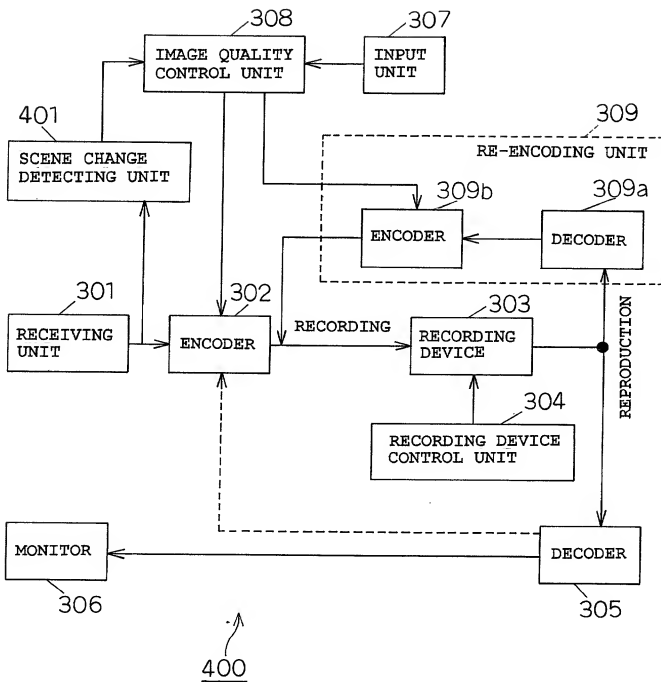 308
307
IMAGE QUALITY
CONTROL UNIT
INPUT
UNIT
401
309
SCENE CHANGE
DETECTING UNIT
RE-ENCODING UNIT
309b
309a
ENCODER
DECODER
301
302
303
RECEIVING
UNIT
ENCODER
RECORDING
RECORDING
DEVICE
REPRODUCTION
304
RECORDING DEVICE
CONTROL UNIT
MONITOR
DECODER
306
305
400